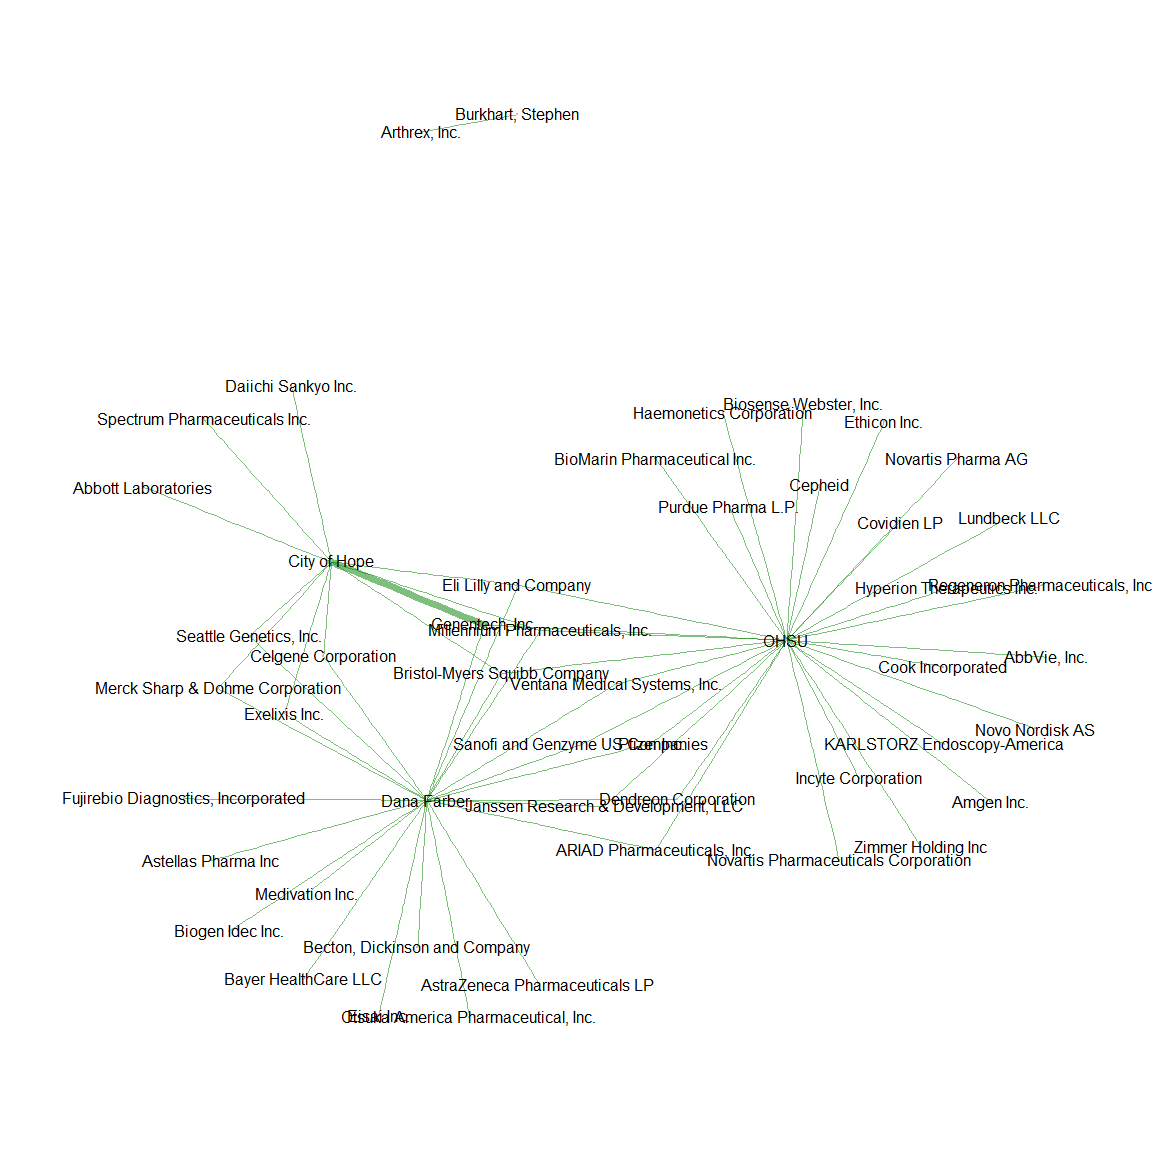 Burkhart, Stephen
Arthrex, Inc.
Daiichi Sankyo Inc.
Biosense Webster, Inc.
Haemonetics Corporation
Spectrum Pharmaceuticals Inc.
Ethicon Inc.
BioMarin Pharmaceutical Inc.
Novartis Pharma AG
Abbott Laboratories
Cepheid
Purdue Pharma L.P.
Covidien LP
Lundbeck LLC
City of Hope
Eli Lilly and Company
Hyperion Therapeutics Inc.
Regeneron Pharmaceuticals, Inc
Genentech, Inc.
Millennium Pharmaceuticals, Inc.
Seattle Genetics, Inc.
OHSU
Celgene Corporation
AbbVie, Inc.
Cook Incorporated
Bristol-Myers Squibb Company
Ventana Medical Systems, Inc.
Merck Sharp & Dohme Corporation
Exelixis Inc.
Novo Nordisk AS
Sanofi and Genzyme US Companies
Pfizer Inc.
KARLSTORZ Endoscopy-America
Incyte Corporation
Fujirebio Diagnostics, Incorporated
Dana Farber
Dendreon Corporation
Janssen Research & Development, LLC
Amgen Inc.
ARIAD Pharmaceuticals, Inc.
Zimmer Holding Inc
Novartis Pharmaceuticals Corporation
Astellas Pharma Inc
Medivation Inc.
Biogen Idec Inc.
Becton, Dickinson and Company
Bayer HealthCare LLC
AstraZeneca Pharmaceuticals LP
Eisai Inc.
Otsuka America Pharmaceutical, Inc.